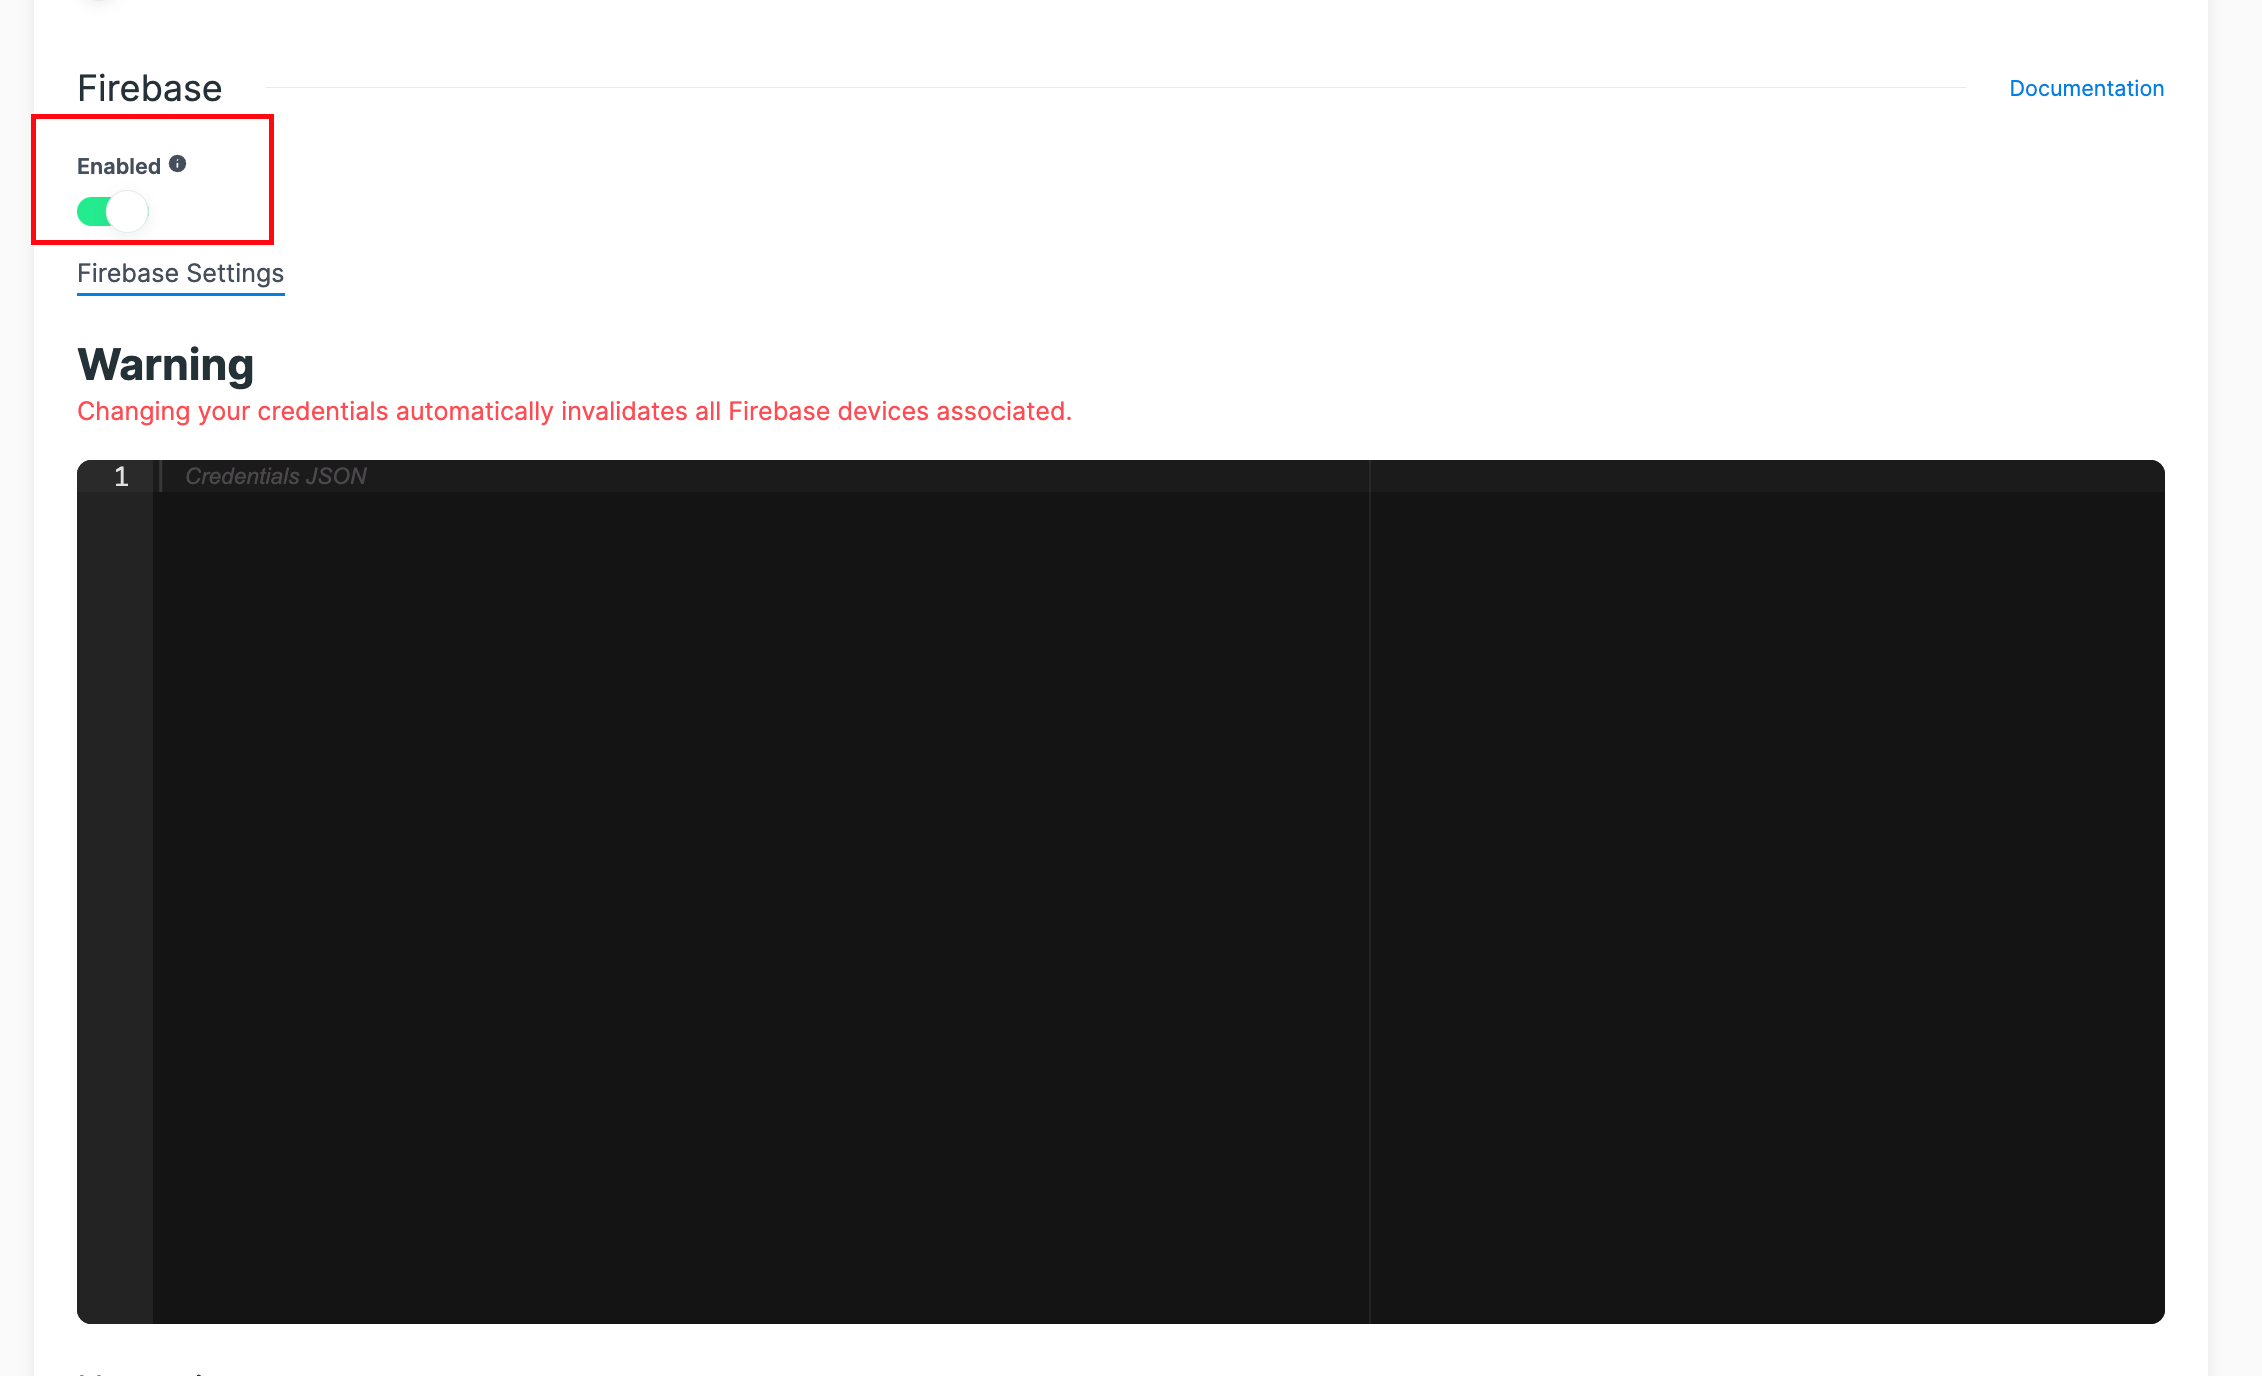 Firebase
Documentation
Enabled
Firebase Settings
Warning
Changing your credentials automatically invalidates all Firebase devices associated.
1
Credentials JSON